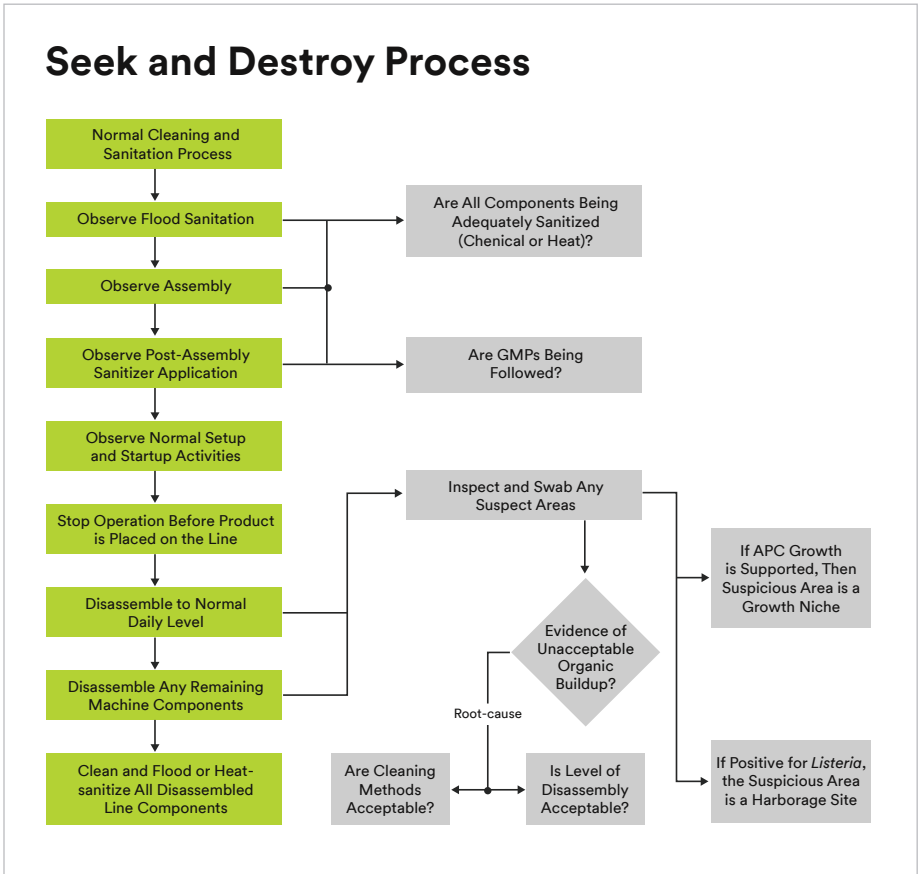 Seek and Destroy Process
Normal Cleaning and
Sanitation Process
Observe Flood Sanitation
Are All Components Being
Adequately Sanitized
(Chenical or Heat)?
Observe Assembly
Observe Post-Assembly
Sanitizer Application
Are GMPs Being
Followed?
Observe Normal Setup
and Startup Activities
Inspect and Swab Any
Suspect Areas
Stop Operation Before Product
is Placed on the Line
If APC Growth
is Supported, Then
Suspicious Area is a
Growth Niche
Disassemble to Normal
Daily Level
Evidence of
Unacceptable
Organic
Buildup?
Disassemble Any Remaining
Machine Components
Root-cause
Clean and Flood or Heat-
sanitize All Disassembled
Line Components
Are Cleaning
Methods
Acceptable?
Is Level of
Disassembly
Acceptable?
If Positive for Listeria,
the Suspicious Area
is a Harborage Site